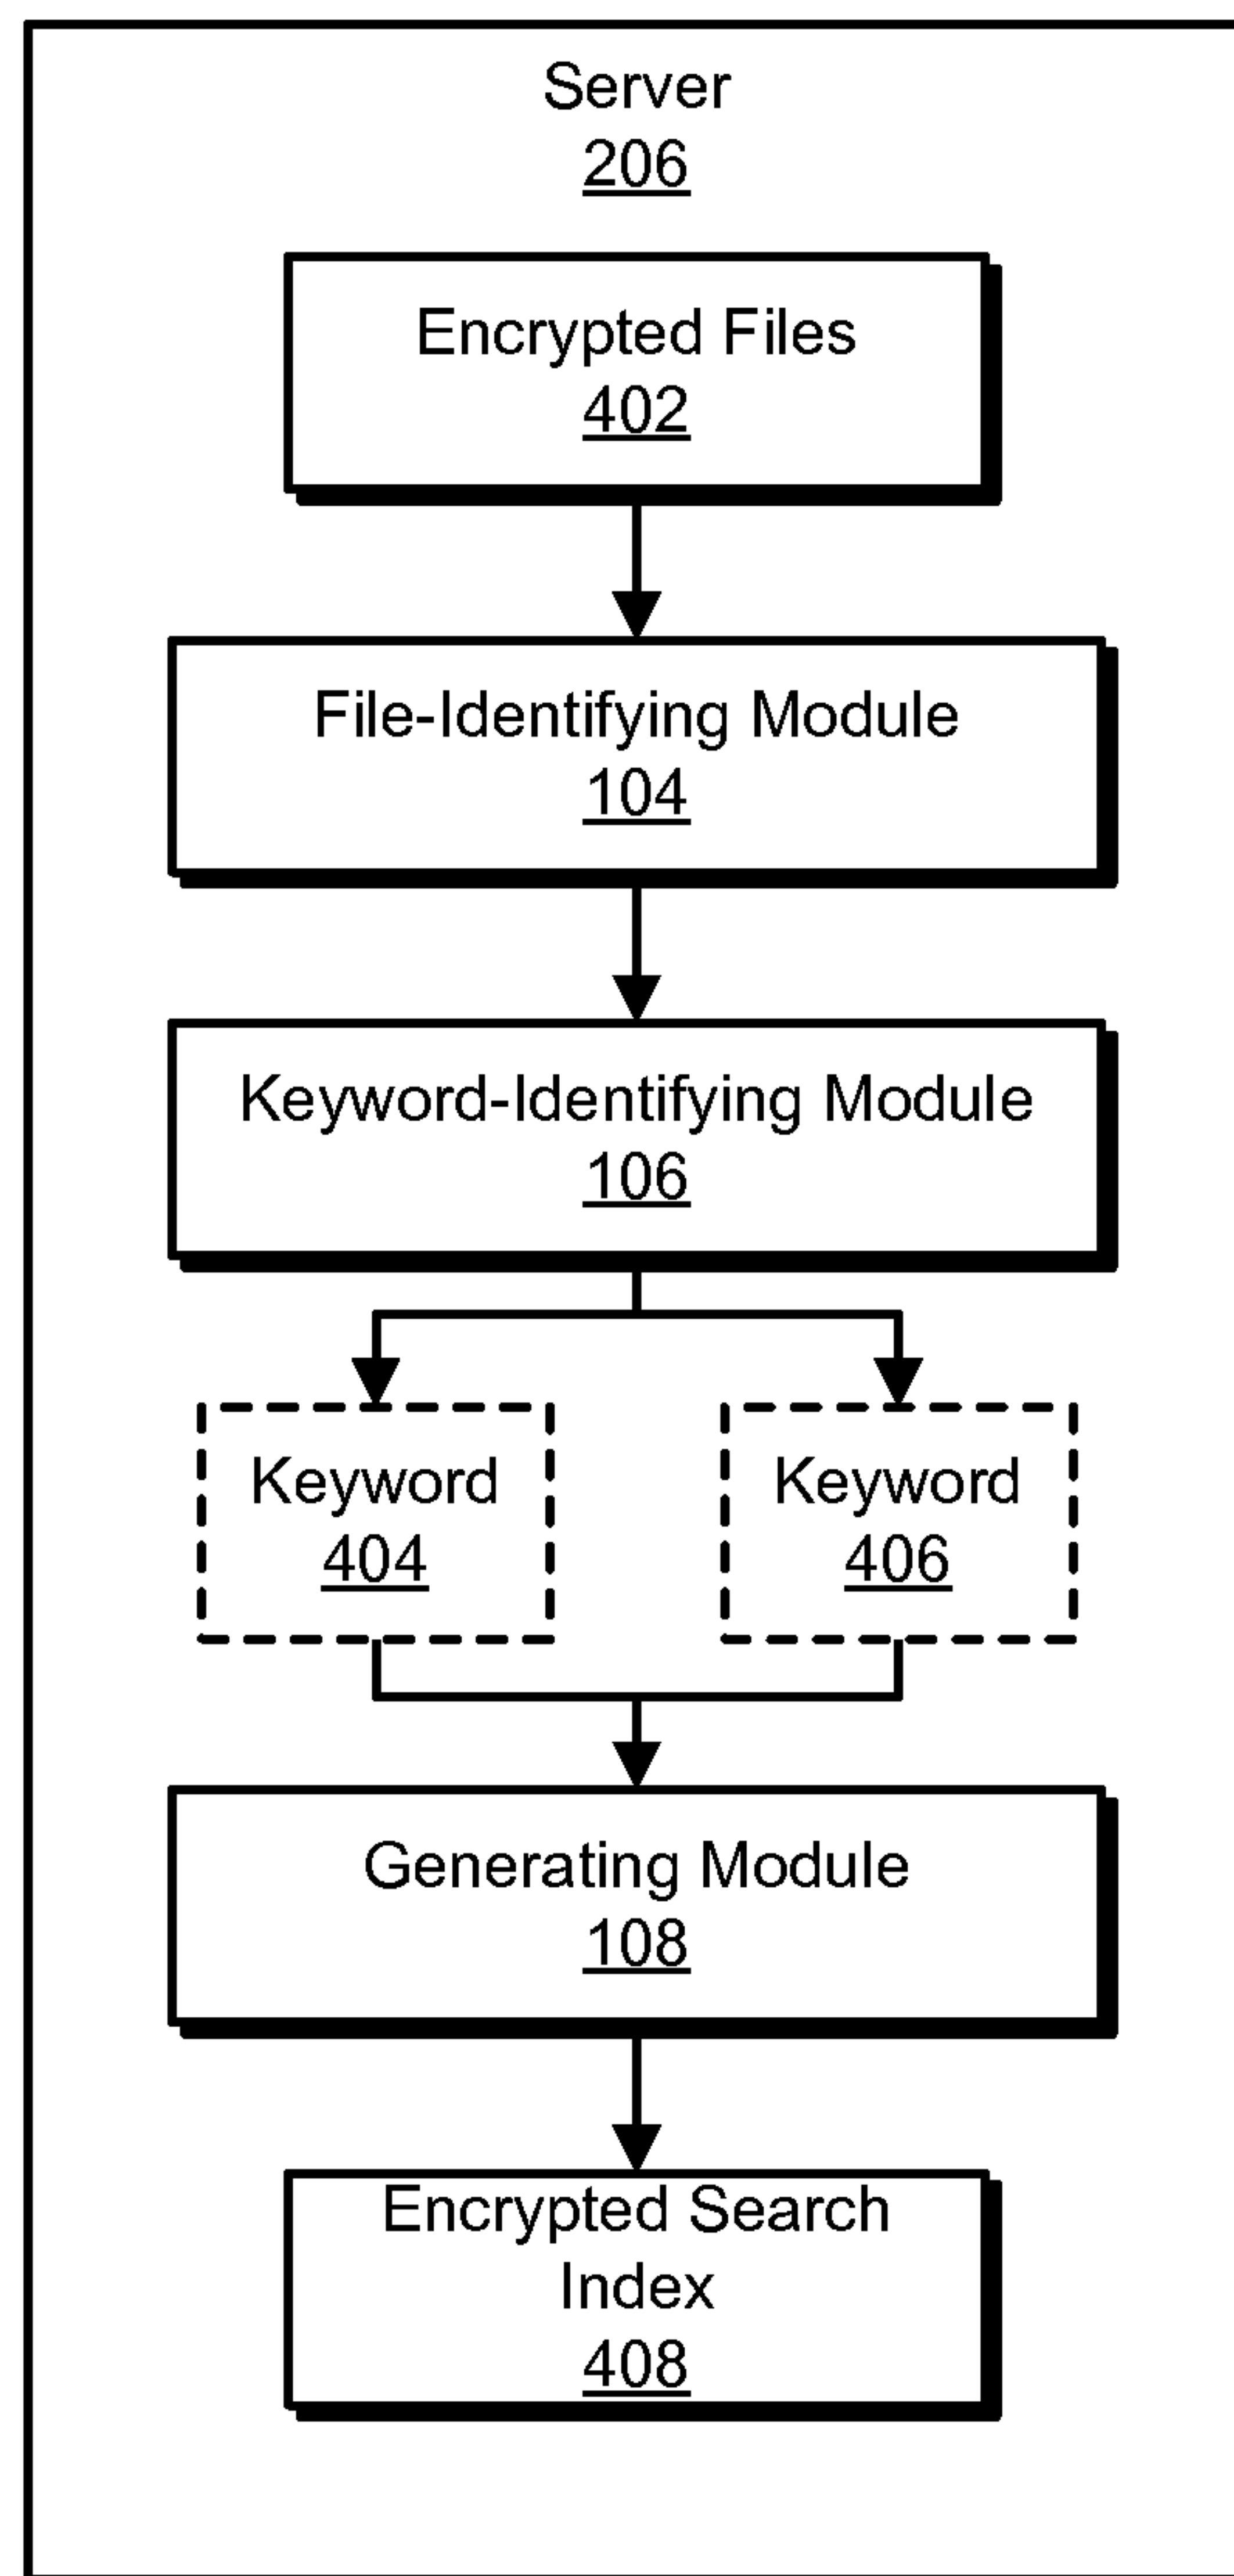 Server
206
Encrypted Files
402
File-Identifying Module
104
Keyword-Identifying Module
106
Keyword
404
Keyword
406
Generating Module
108
Encrypted Search
Index
408